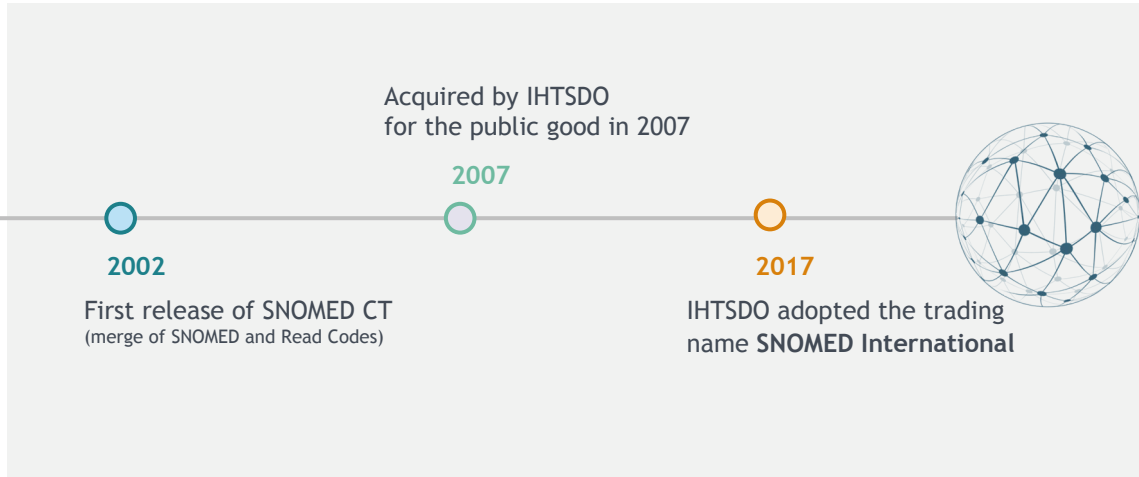 Acquired by IHTSDO
for the public good in 2007
2007
2002
First release of SNOMED CT
(merge of SNOMED and Read Codes)
2017
IHTSDO adopted the trading
name SNOMED International